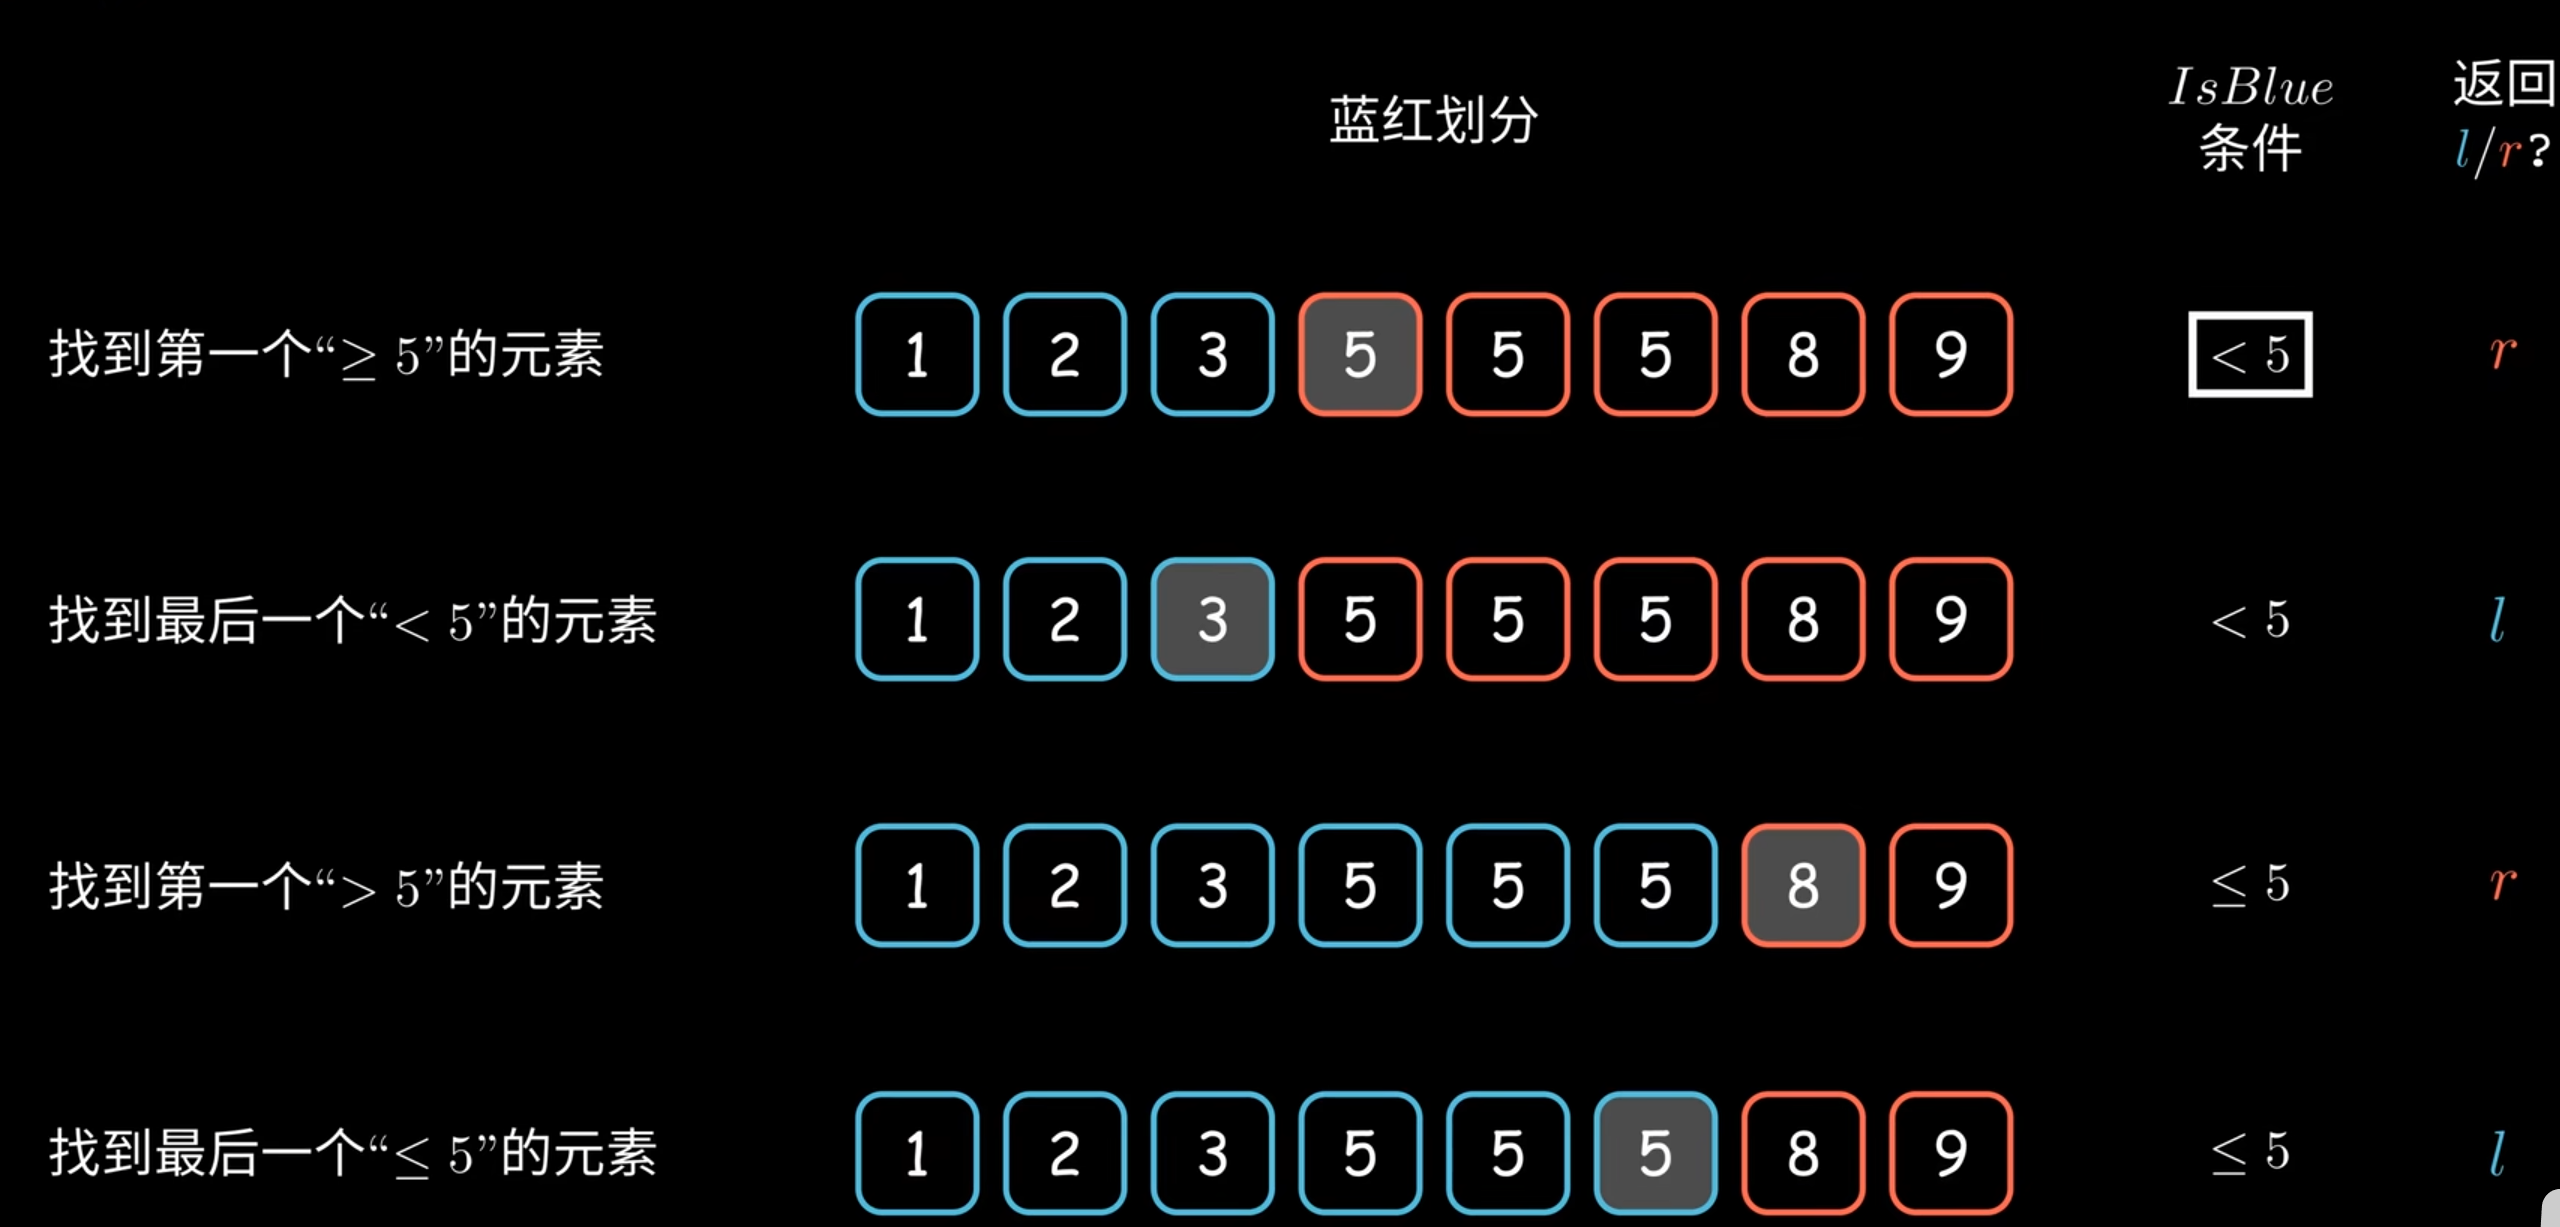 蓝红划分
IsBlue
条件
返回
l/r?
找到第一个“≥ 5”的元素
1 2 3 5 5 5 8 9
< 5
r
找到最后一个“< 5”的元素
1 2 3 5 5 5 8 9
< 5
l
找到第一个“> 5”的元素
1 2 3 5 5 5 8 9
≤ 5
r
找到最后一个“≤ 5”的元素
1 2 3 5 5 5 8 9
≤ 5
l